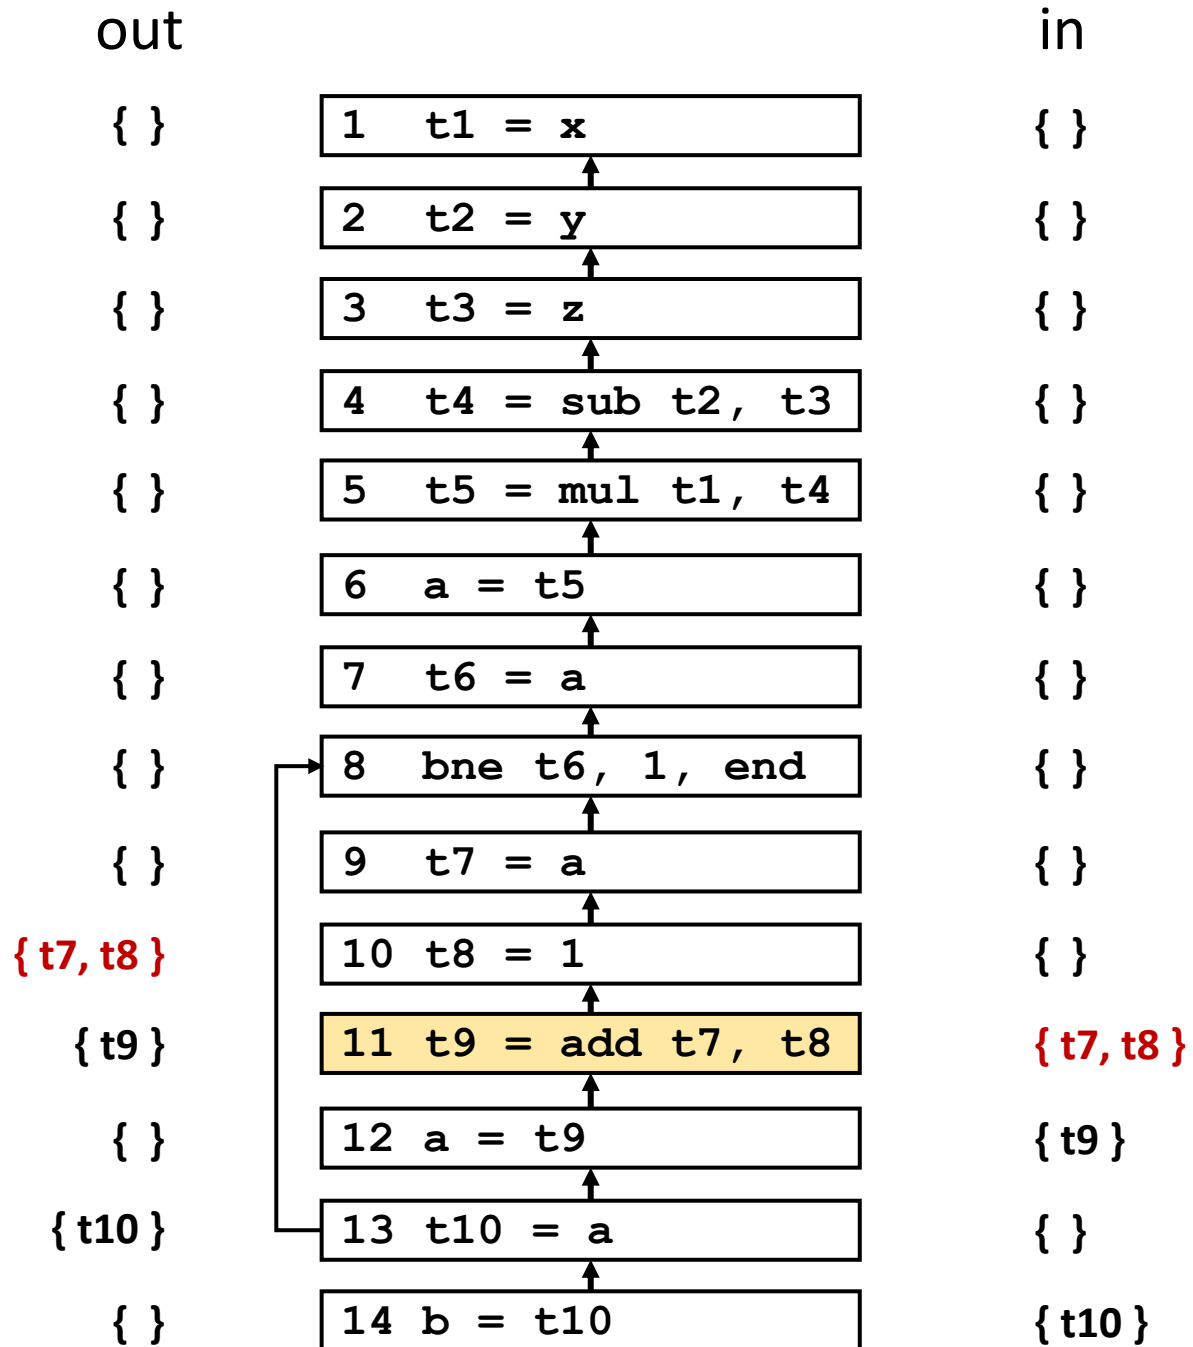 out in
{ } 1 t1 = x { }
{ } 2 t2 = y { }
{ } 3 t3 = z { }
{ } 4 t4 = sub t2, t3 { }
{ } 5 t5 = mul t1, t4 { }
{ } 6 a = t5 { }
{ } 7 t6 = a { }
{ } 8 bne t6, 1, end { }
{ } 9 t7 = a { }
{ t7, t8 } 10 t8 = 1 { }
{ t9 } 11 t9 = add t7, t8 { t7, t8 }
{ } 12 a = t9 { t9 }
{ t10 } 13 t10 = a { }
{ } 14 b = t10 { t10 }